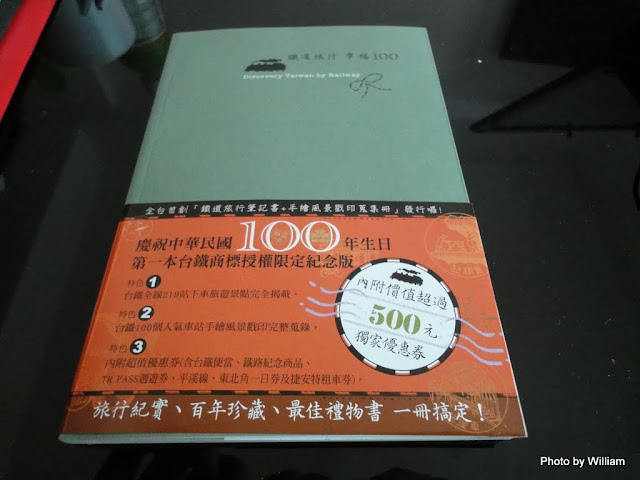 鐵道旅行 幸福100
Discovery Taiwan by Railway
全台首創「鐵道旅行筆記書+手繪風景戳印蒐集冊」發行囉!
慶祝中華民國100年生日
第一本台鐵商標授權限定紀念版
特色1
台鐵全線219站下車旅遊景點完全揭載。
特色2
台鐵100個人氣車站手繪風景戳印完整蒐錄。
特色3
內附超值優惠券(含台鐵便當、鐵路紀念商品、
TR PASS週遊券、平溪線、東北角一日券及捷安特租車券)。
內附價值超過
500元
獨家優惠券
旅行紀實、百年珍藏、最佳禮物書 一冊搞定!
Photo by William